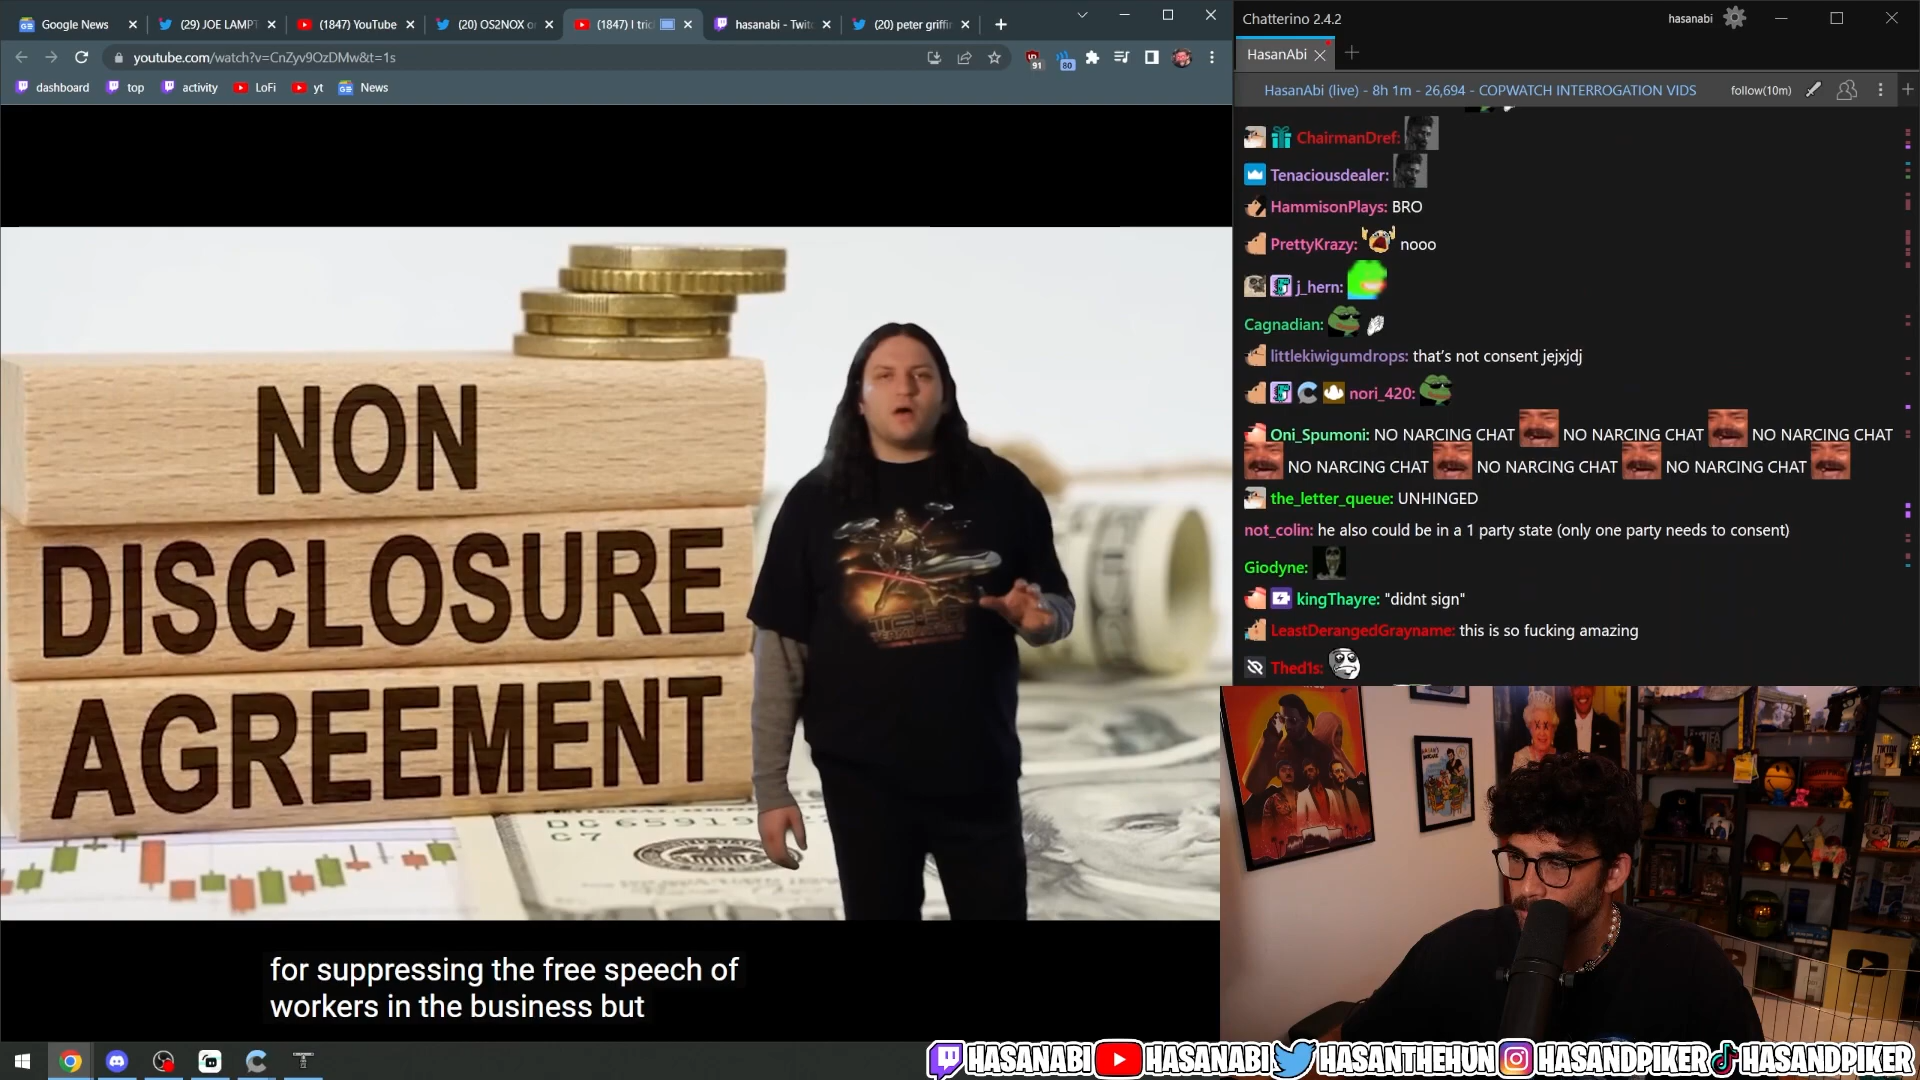 Google News
(29) JOE LAMPT
(1847) YouTube
(20) OS2NOX o
(1847) I tric
hasanabi - Twitc
(20) peter griffin
youtube.com/watch?v=CnZyv9OzDMw&t=1s
91
80
dashboard
top
activity
LoFi
yt
News
NON
DISCLOSURE
AGREEMENT
for suppressing the free speech of
workers in the business but
Chatterino 2.4.2
hasanabi
HasanAbi
HasanAbi (live) - 8h 1m - 26,694 - COPWATCH INTERROGATION VIDS
follow(10m)
ChairmanDref:
Tenaciousdealer:
HammisonPlays: BRO
PrettyKrazy: nooo
j_hern:
Cagnadian:
littlekiwigumdrops: that's not consent jejxjdj
nori_420:
Oni_Spumoni: NO NARCING CHAT NO NARCING CHAT NO NARCING CHAT
NO NARCING CHAT NO NARCING CHAT NO NARCING CHAT
the_letter_queue: UNHINGED
not_colin: he also could be in a 1 party state (only one party needs to consent)
Giodyne:
kingThayre: "didnt sign"
LeastDerangedGrayname: this is so fucking amazing
Thed1s:
HASANABI HASANABI HASANTHEHUN HASANDPIKER HASANDPIKER